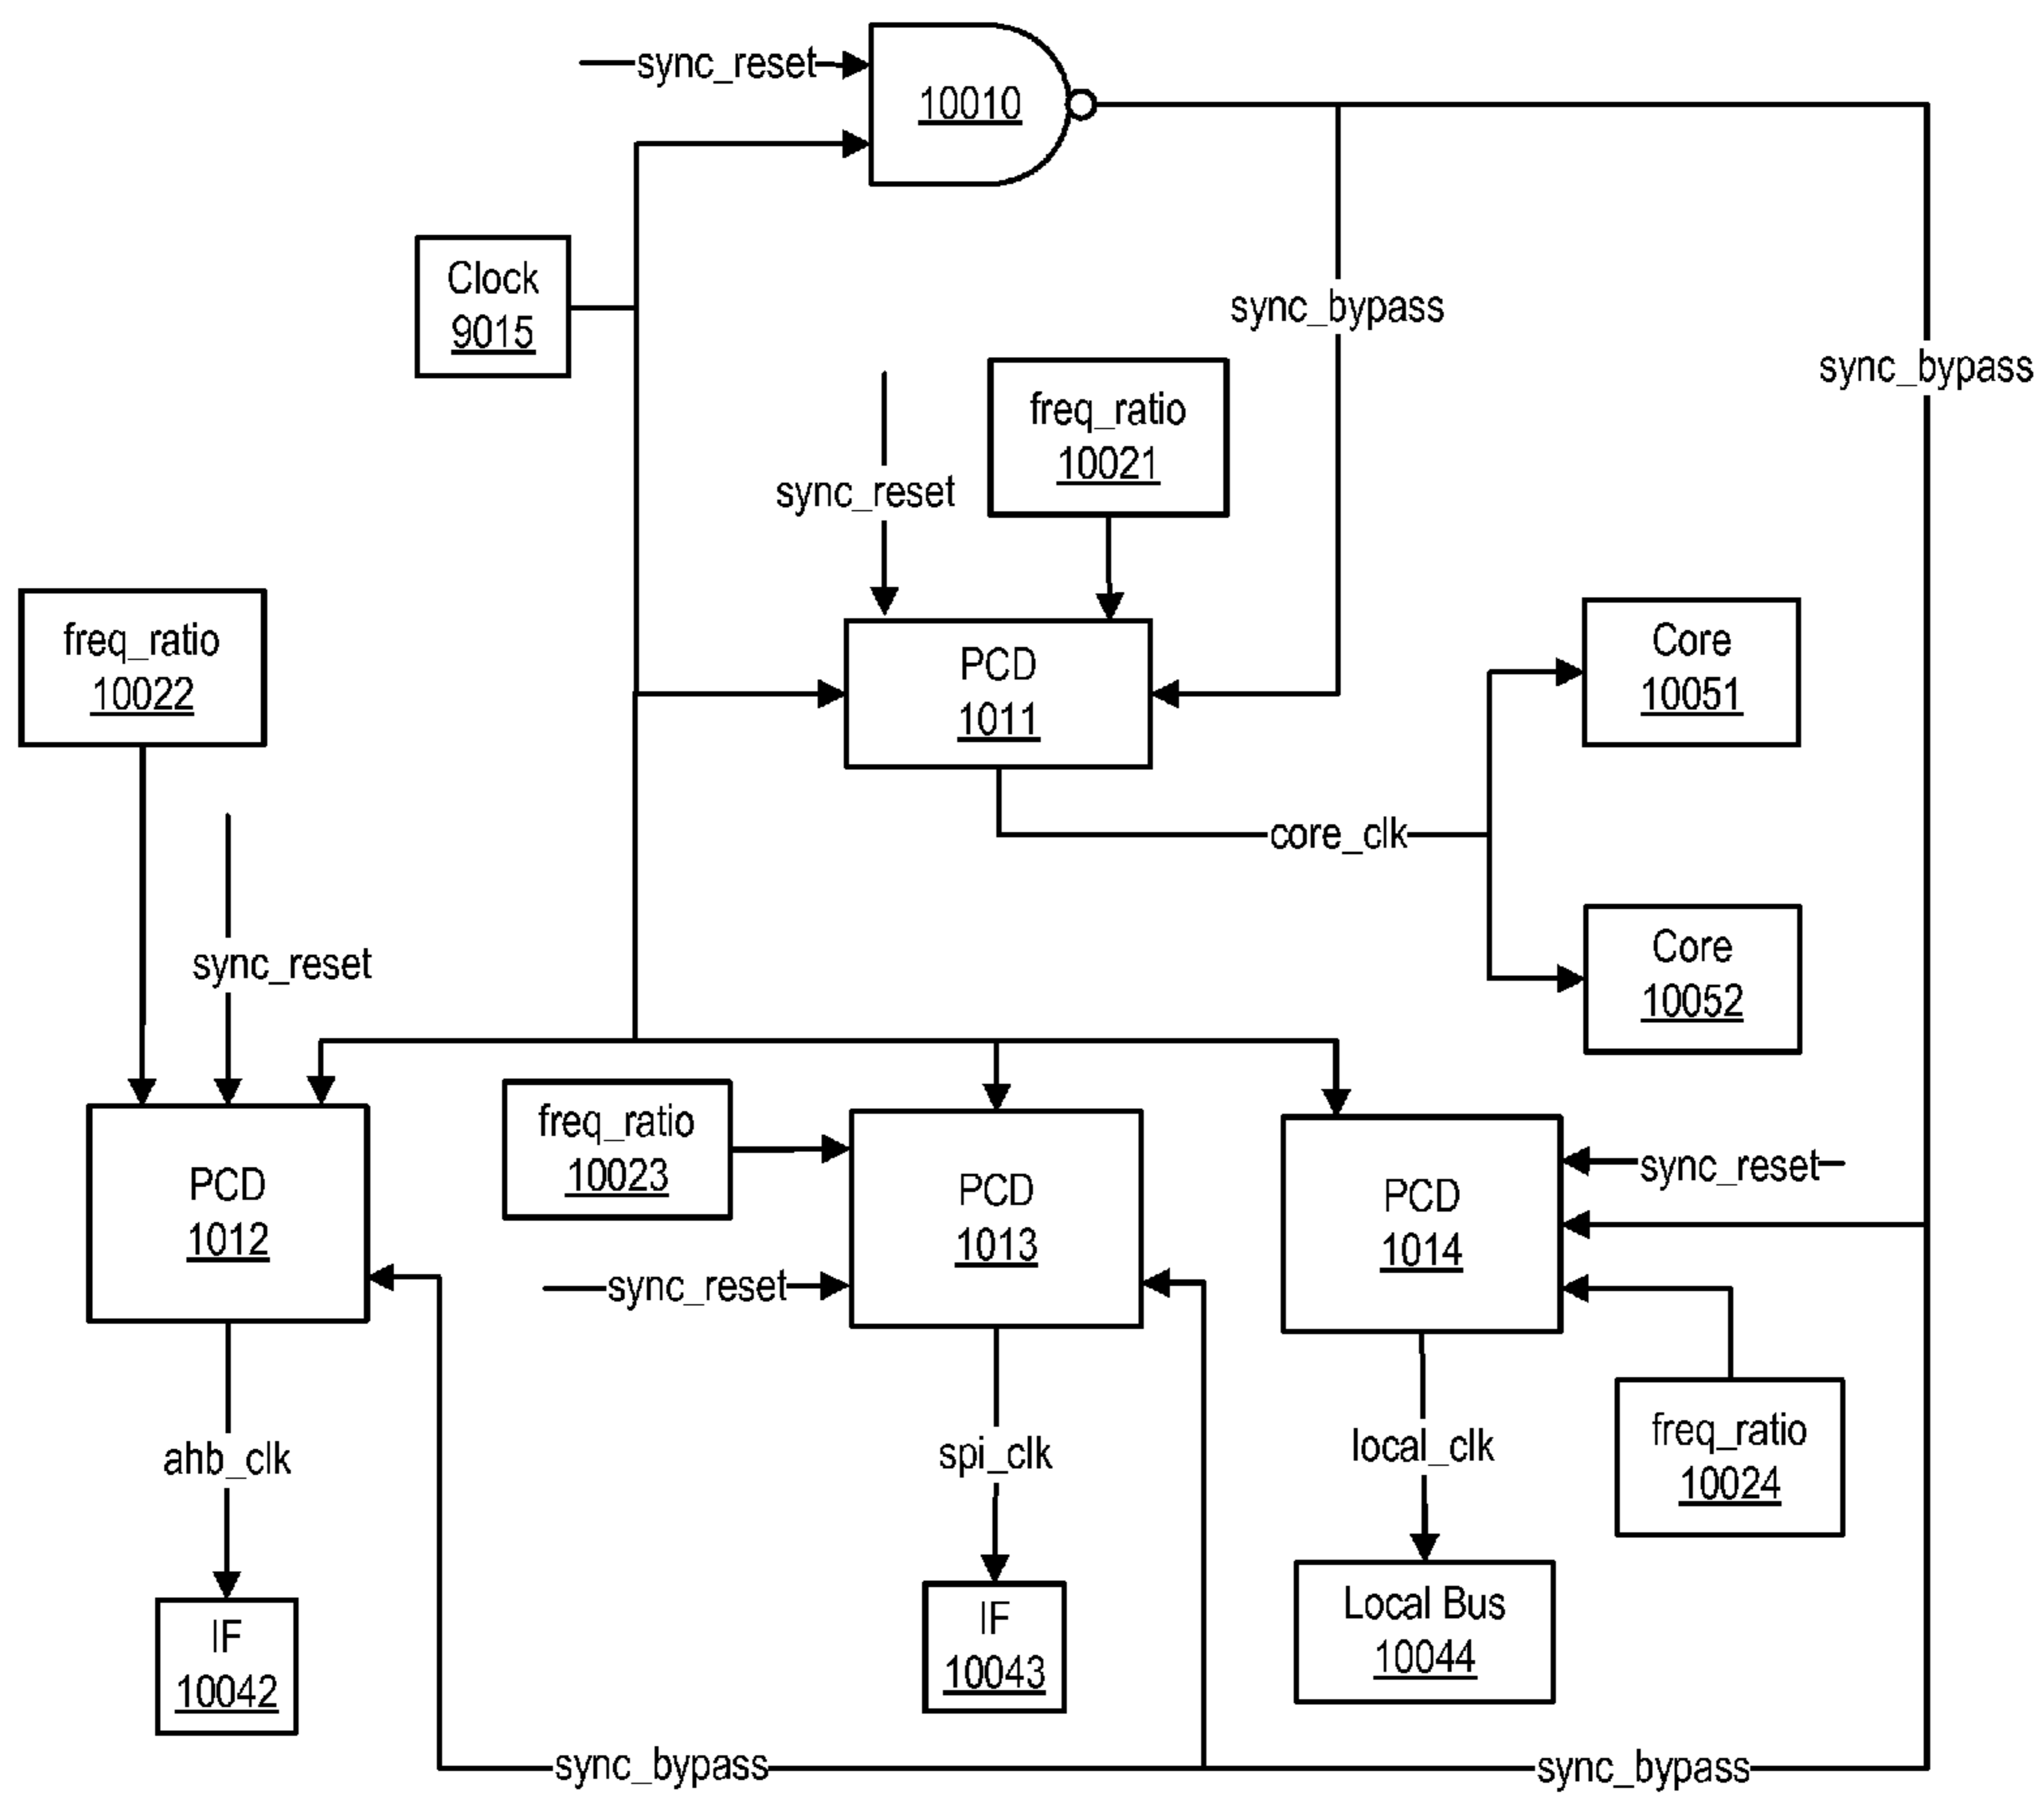 sync_reset
10010
Clock
9015
sync_bypass
sync_bypass
freq_ratio
10021
sync_reset
freq_ratio
10022
PCD
1011
Core
10051
core_clk
sync_reset
Core
10052
freq_ratio
10023
PCD
1012
PCD
1013
PCD
1014
sync_reset
sync_reset
ahb_clk
spi_clk
local_clk
freq_ratio
10024
IF
10042
IF
10043
Local Bus
10044
sync_bypass
sync_bypass